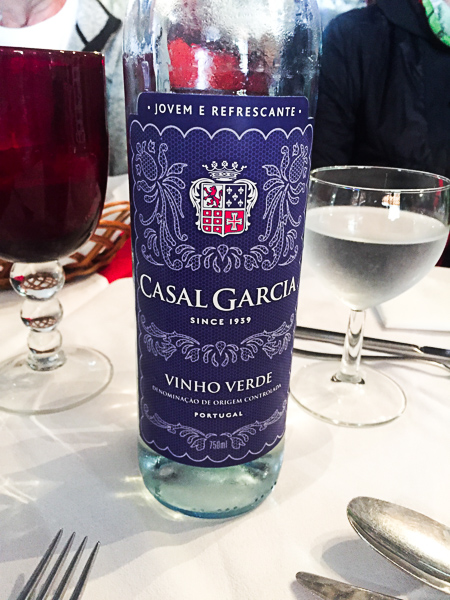 · JOVEM E REFRESCANTE ·
CASAL GARCIA
SINCE 1939
VINHO VERDE
DENOMINAÇÃO DE ORIGEM CONTROLADA
PORTUGAL
750ml